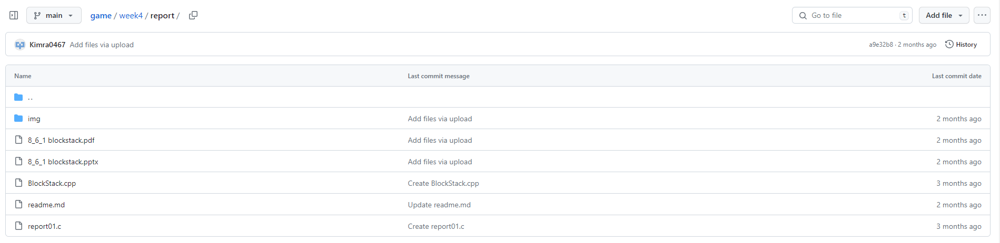 main game / week4 / report / Go to file t Add file ...
Kimra0467 Add files via upload a9e32b8 · 2 months ago History
Name Last commit message Last commit date
..
img Add files via upload 2 months ago
8_6_1 blockstack.pdf Add files via upload 2 months ago
8_6_1 blockstack.pptx Add files via upload 2 months ago
BlockStack.cpp Create BlockStack.cpp 3 months ago
readme.md Update readme.md 2 months ago
report01.c Create report01.c 3 months ago